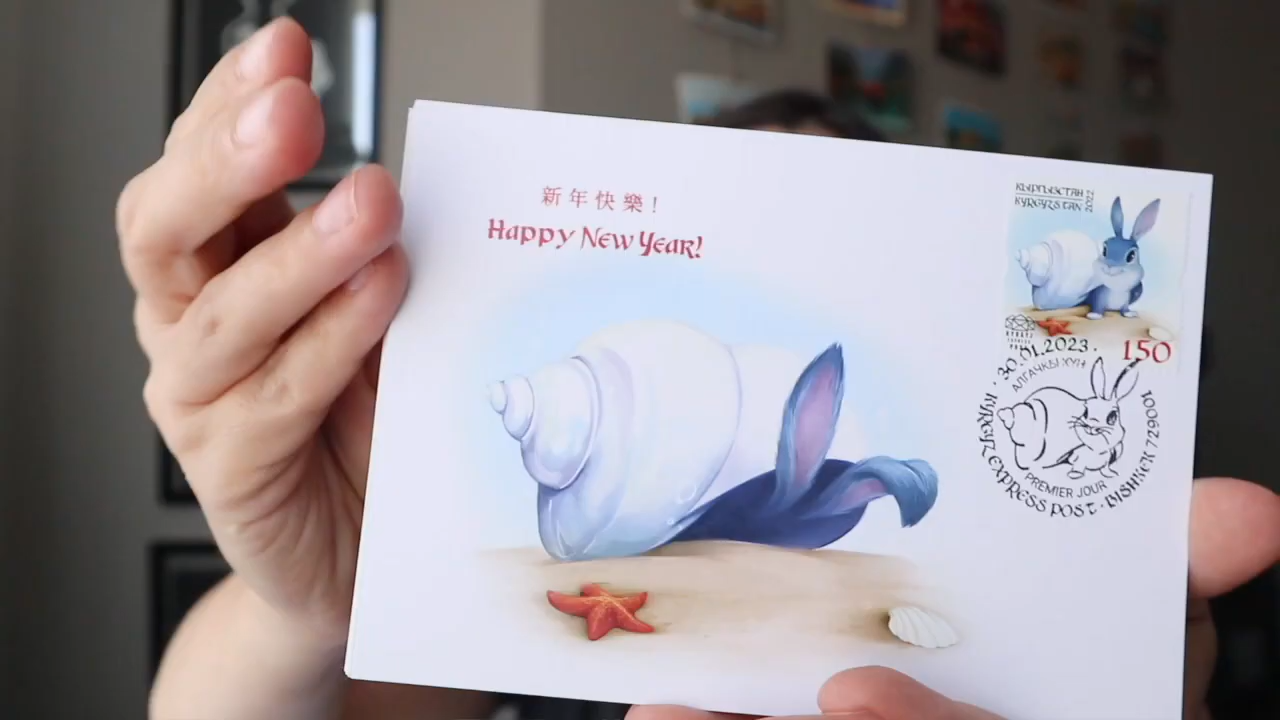 新年快樂!
Happy New Year!
КЫРГЫЗСТАН
KYRGYZSTAN
2022
150
30.01.2023
АЛГАЧКЫ КҮН
PREMIER JOUR
KYRGYZ EXPRESS POST · BISHKEK 729001